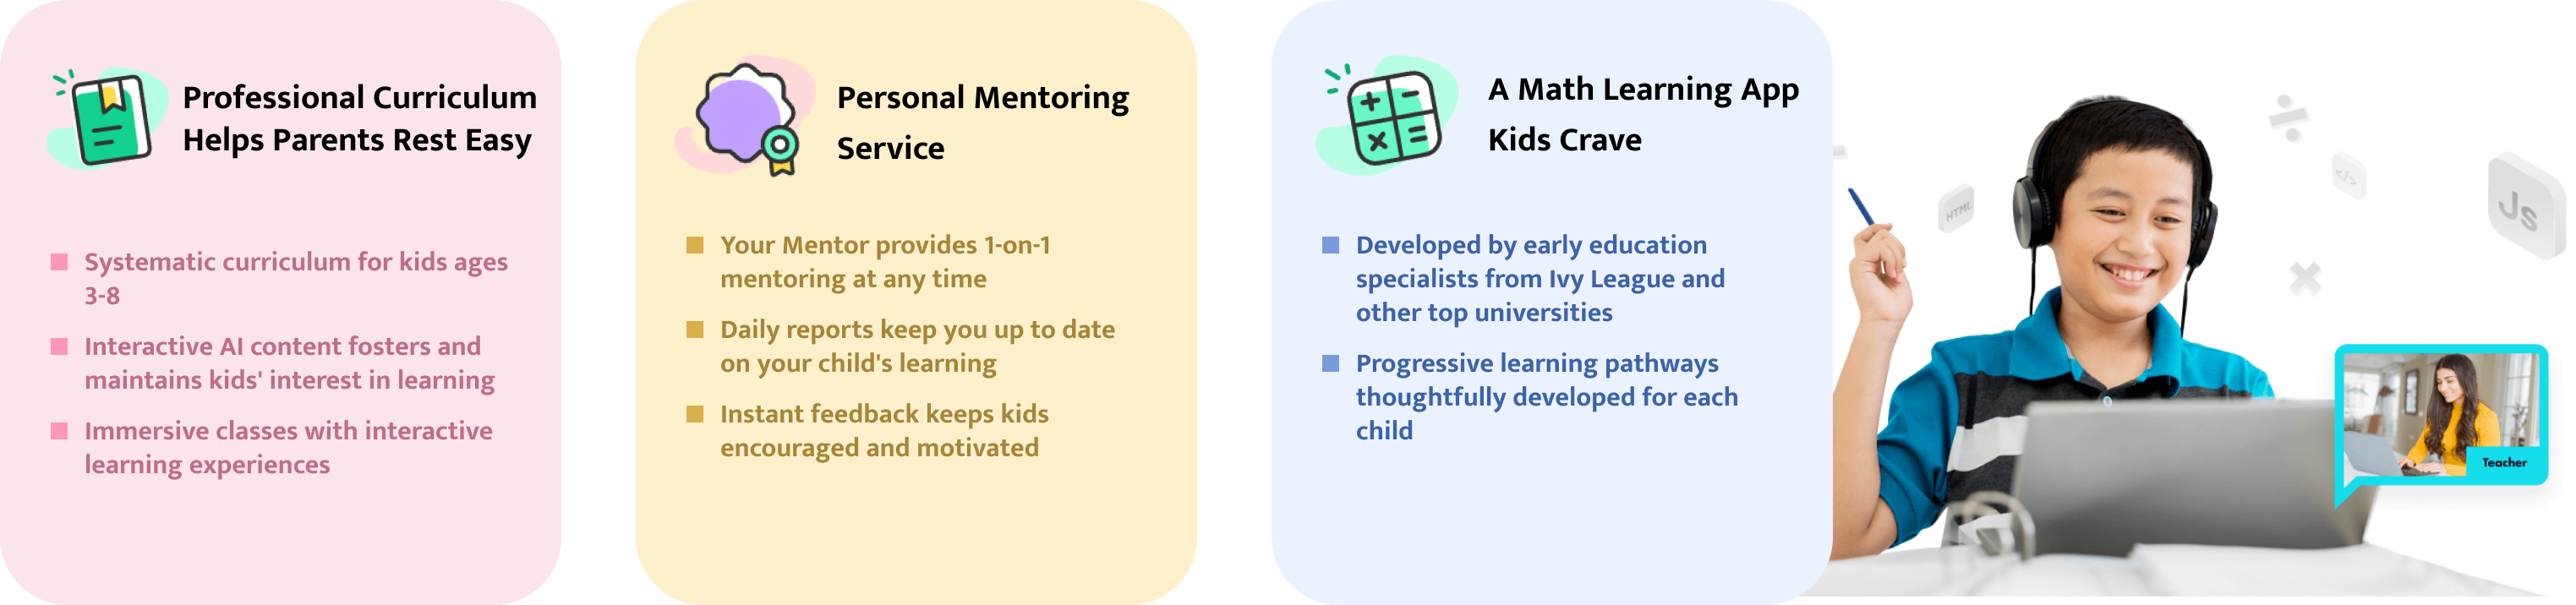 Professional Curriculum
Helps Parents Rest Easy
Systematic curriculum for kids ages
3-8
Interactive AI content fosters and
maintains kids' interest in learning
Immersive classes with interactive
learning experiences
Personal Mentoring
Service
Your Mentor provides 1-on-1
mentoring at any time
Daily reports keep you up to date
on your child's learning
Instant feedback keeps kids
encouraged and motivated
A Math Learning App
Kids Crave
Developed by early education
specialists from Ivy League and
other top universities
Progressive learning pathways
thoughtfully developed for each
child
HTML
</>
Js
Teacher